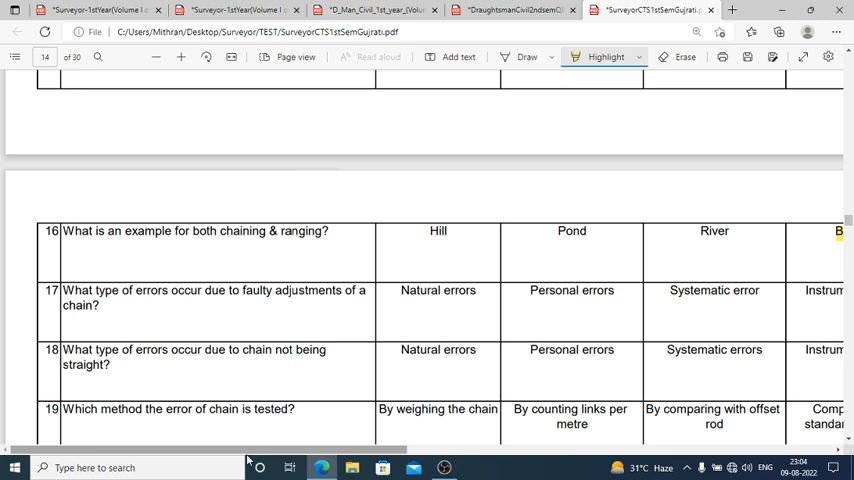 *Surveyor-1stYear(Volume I o
*Surveyor-1stYear(Volume I o
*D_Man_Civil_1st_year_(Volu
*DraughtsmanCivil2ndsemQ
*SurveyorCTS1stSemGujrati.p
File C:/Users/Mithran/Desktop/Surveyor/TEST/SurveyorCTS1stSemGujrati.pdf
14 of 30 Page view Read aloud Add text Draw Highlight Erase
16 What is an example for both chaining & ranging? Hill Pond River B
17 What type of errors occur due to faulty adjustments of a Natural errors Personal errors Systematic error Instrum
chain?
18 What type of errors occur due to chain not being Natural errors Personal errors Systematic errors Instrum
straight?
19 Which method the error of chain is tested? By weighing the chain By counting links per By comparing with offset Comp
metre rod standar
Type here to search 31°C Haze ENG 23:04
09-08-2022